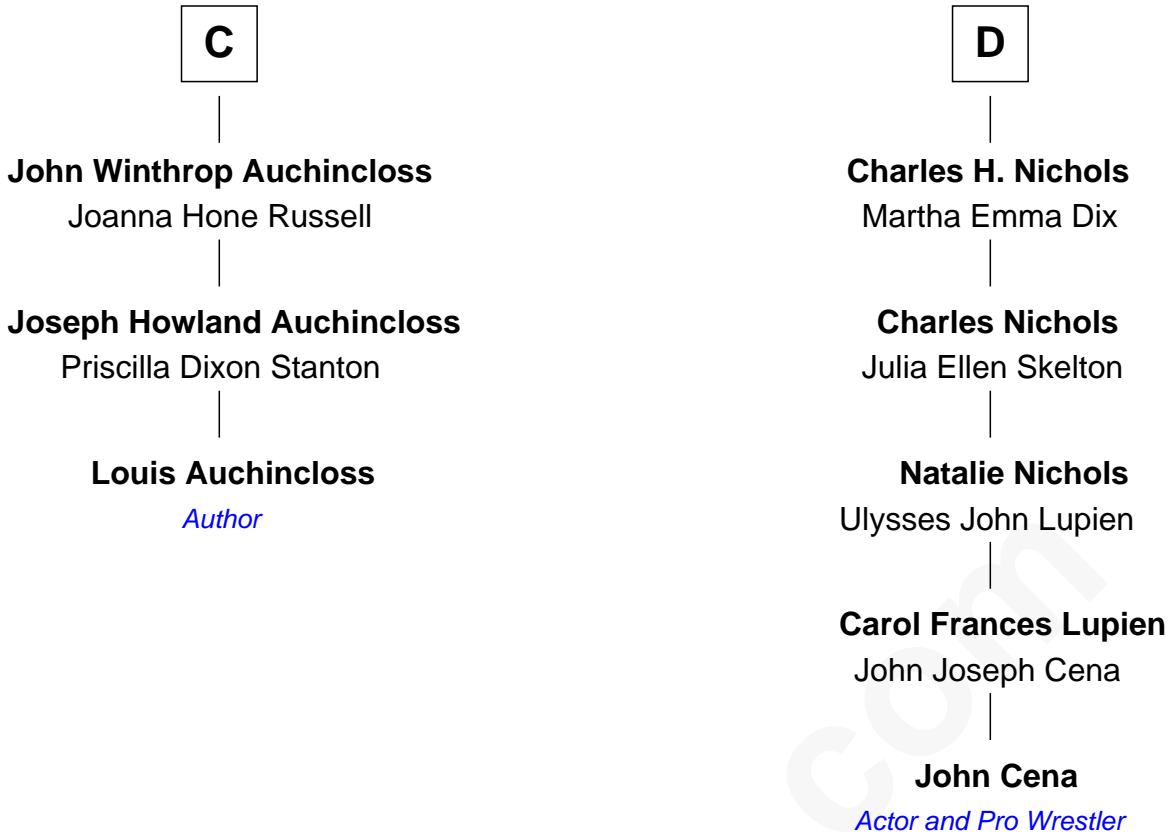 C
John Winthrop Auchincloss
Joanna Hone Russell
Joseph Howland Auchincloss
Priscilla Dixon Stanton
Louis Auchincloss
Author
D
Charles H. Nichols
Martha Emma Dix
Charles Nichols
Julia Ellen Skelton
Natalie Nichols
Ulysses John Lupien
Carol Frances Lupien
John Joseph Cena
John Cena
Actor and Pro Wrestler
com